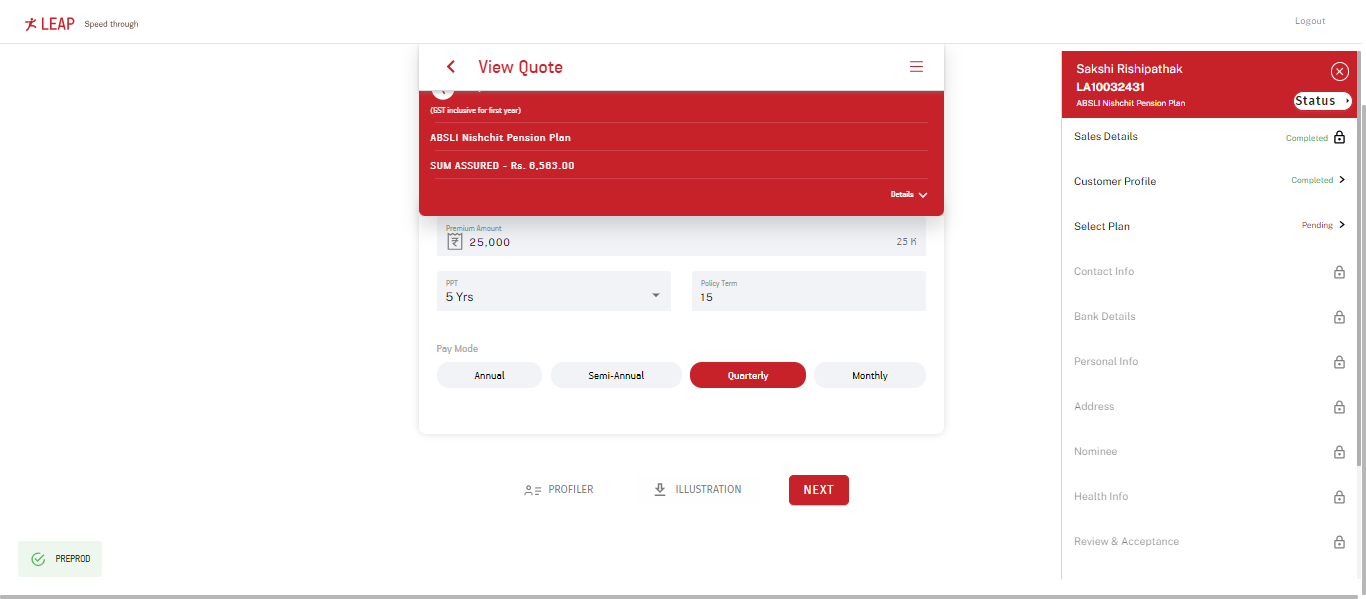 LEAP Speed through
Logout
View Quote
(GST inclusive for first year)
ABSLI Nishchit Pension Plan
SUM ASSURED - Rs. 6,563.00
Details
Premium Amount
25,000
25 K
PPT
5 Yrs
Policy Term
15
Pay Mode
Annual
Semi-Annual
Quarterly
Monthly
PROFILER
ILLUSTRATION
NEXT
PREPROD
Sakshi Rishipathak
LA10032431
ABSLI Nishchit Pension Plan
Status
Sales Details
Completed
Customer Profile
Completed
Select Plan
Pending
Contact Info
Bank Details
Personal Info
Address
Nominee
Health Info
Review & Acceptance